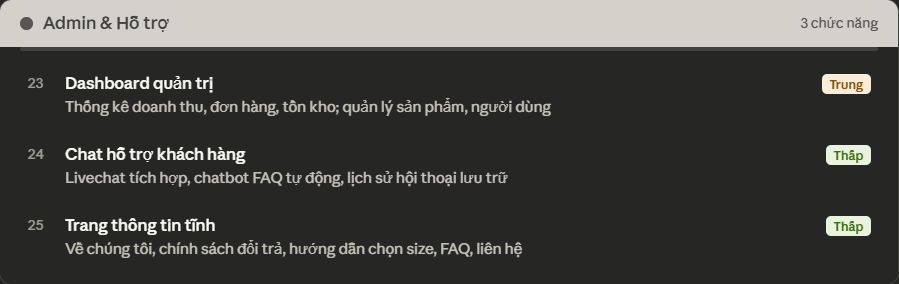 Admin & Hỗ trợ
3 chức năng
23 Dashboard quản trị Trung
Thống kê doanh thu, đơn hàng, tồn kho; quản lý sản phẩm, người dùng
24 Chat hỗ trợ khách hàng Thấp
Livechat tích hợp, chatbot FAQ tự động, lịch sử hội thoại lưu trữ
25 Trang thông tin tĩnh Thấp
Về chúng tôi, chính sách đổi trả, hướng dẫn chọn size, FAQ, liên hệ